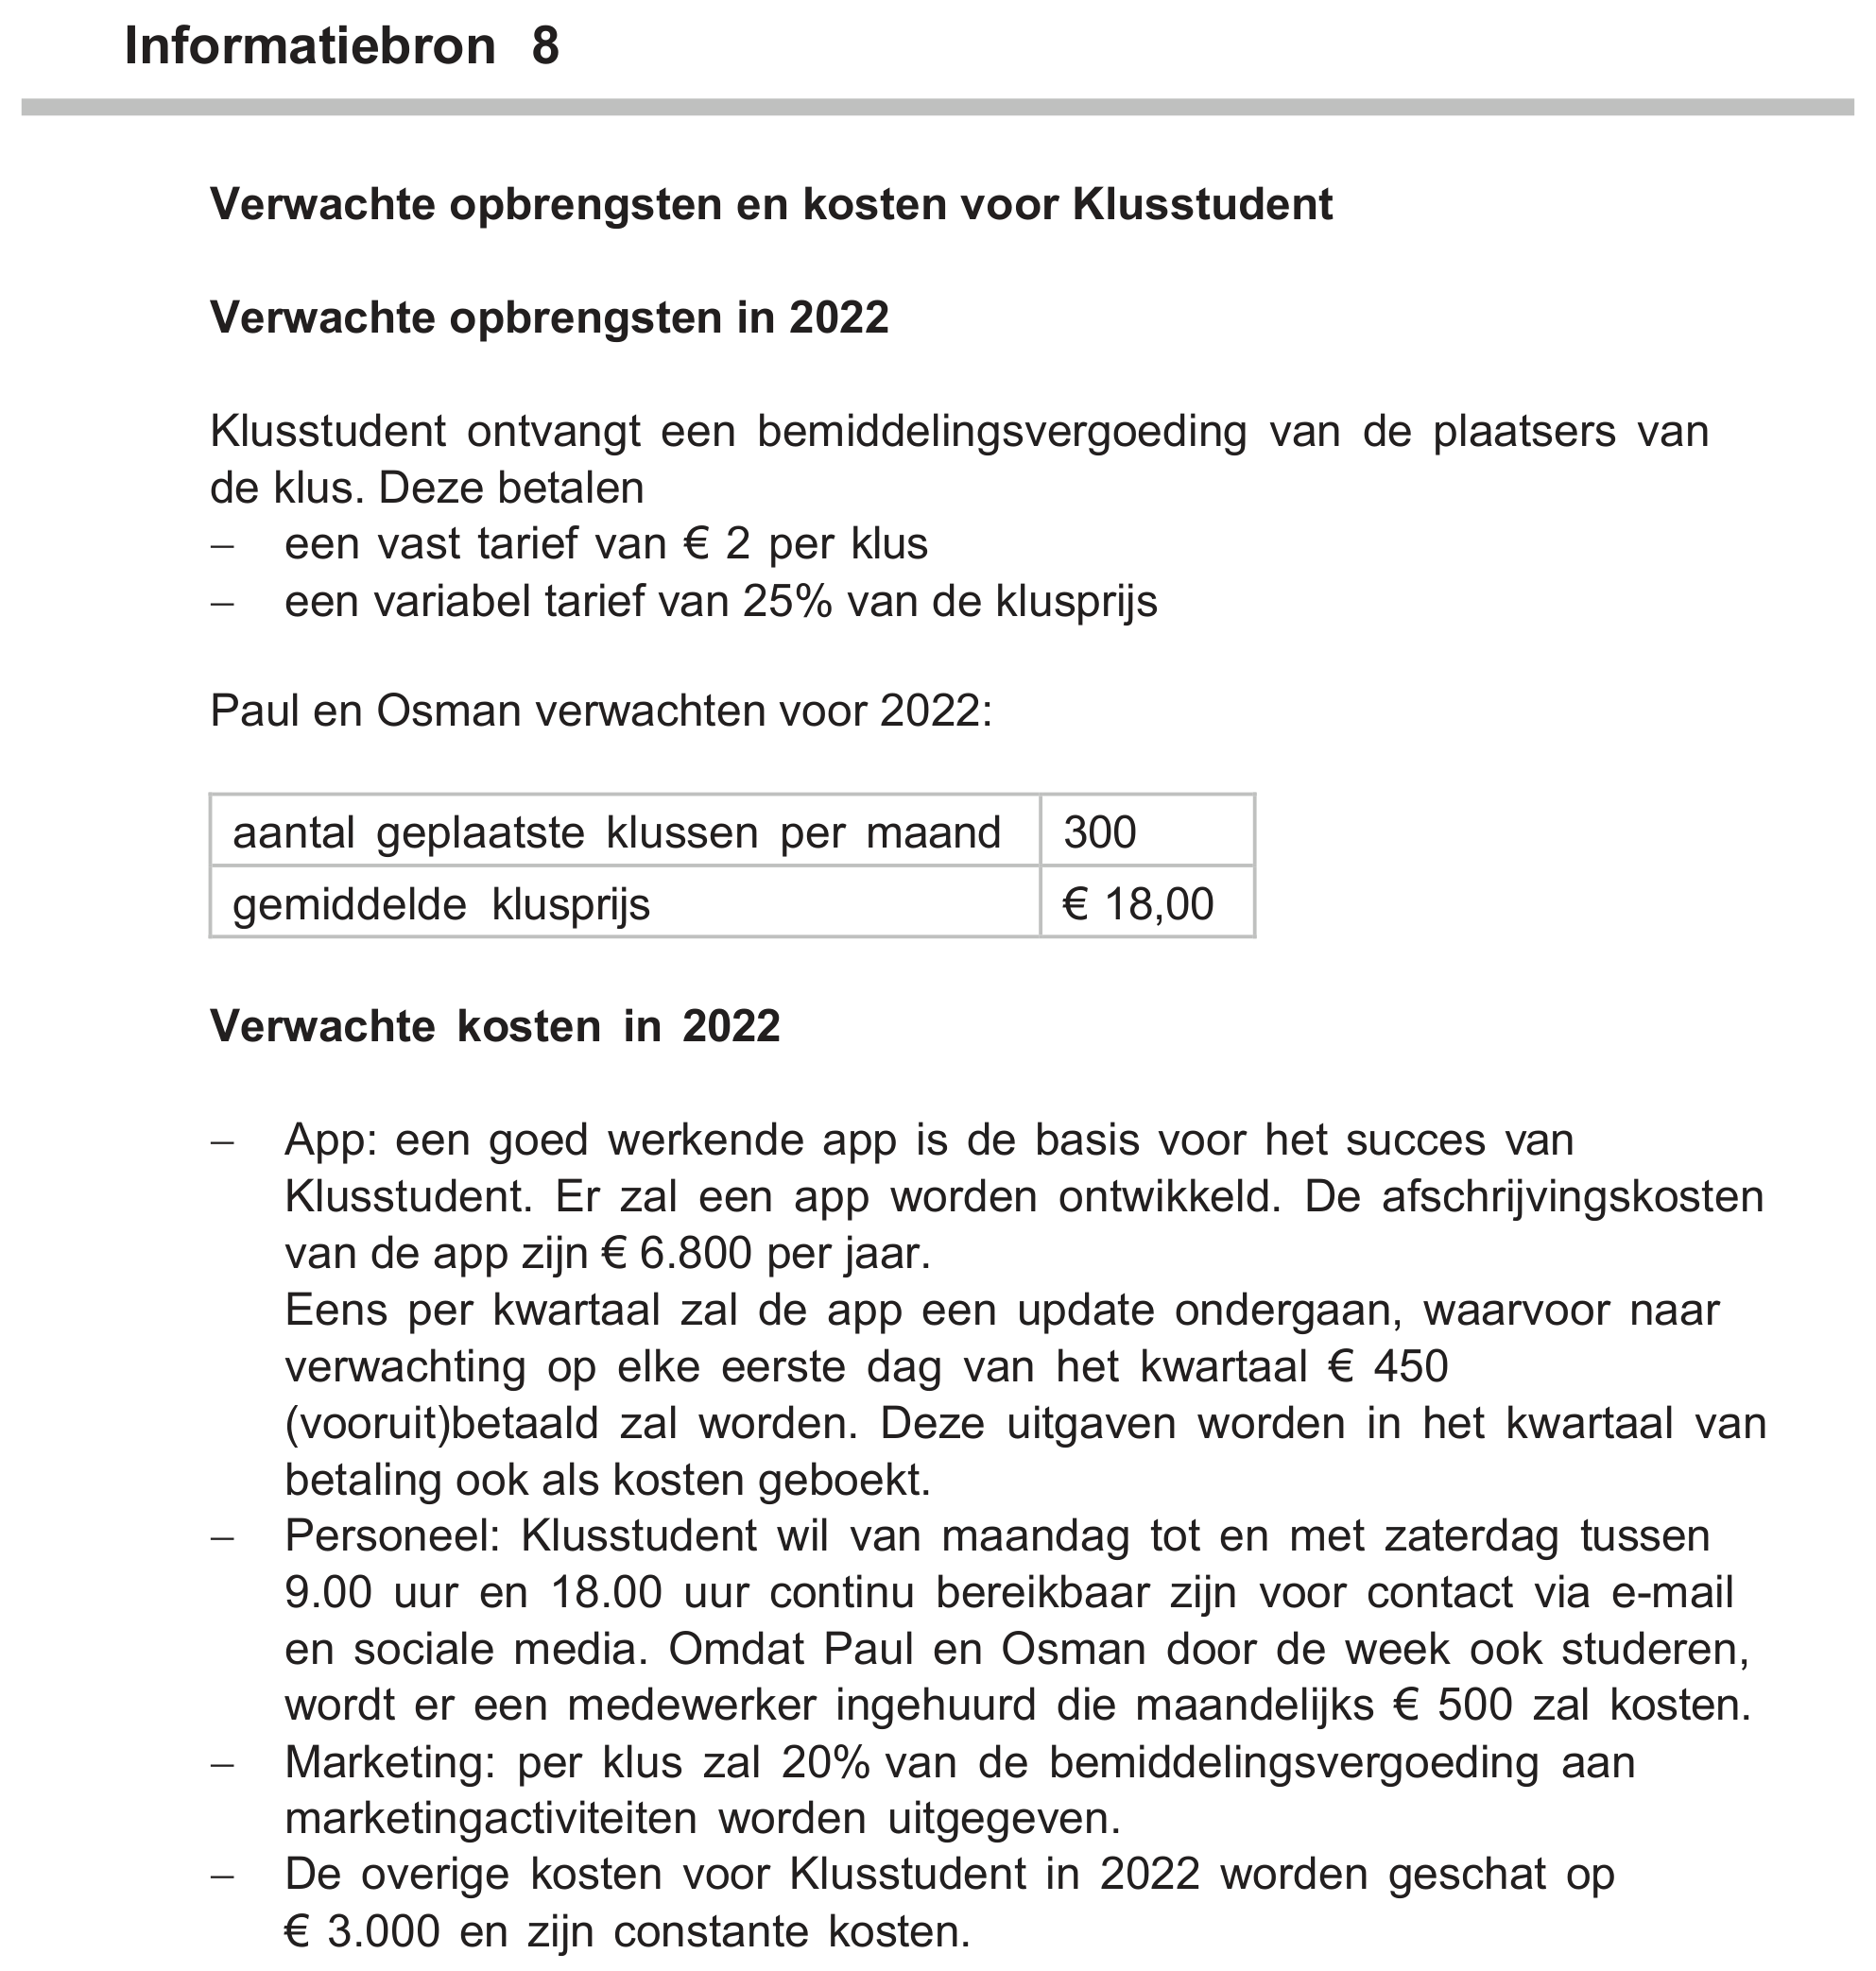 Informatiebron 8
Verwachte opbrengsten en kosten voor Klusstudent
Verwachte opbrengsten in 2022
Klusstudent ontvangt een bemiddelingsvergoeding van de plaatsers van
de klus. Deze betalen
– een vast tarief van € 2 per klus
– een variabel tarief van 25% van de klusprijs
Paul en Osman verwachten voor 2022:
aantal geplaatste klussen per maand 300
gemiddelde klusprijs € 18,00
Verwachte kosten in 2022
– App: een goed werkende app is de basis voor het succes van
Klusstudent. Er zal een app worden ontwikkeld. De afschrijvingskosten
van de app zijn € 6.800 per jaar.
Eens per kwartaal zal de app een update ondergaan, waarvoor naar
verwachting op elke eerste dag van het kwartaal € 450
(vooruit)betaald zal worden. Deze uitgaven worden in het kwartaal van
betaling ook als kosten geboekt.
– Personeel: Klusstudent wil van maandag tot en met zaterdag tussen
9.00 uur en 18.00 uur continu bereikbaar zijn voor contact via e-mail
en sociale media. Omdat Paul en Osman door de week ook studeren,
wordt er een medewerker ingehuurd die maandelijks € 500 zal kosten.
– Marketing: per klus zal 20% van de bemiddelingsvergoeding aan
marketingactiviteiten worden uitgegeven.
– De overige kosten voor Klusstudent in 2022 worden geschat op
€ 3.000 en zijn constante kosten.